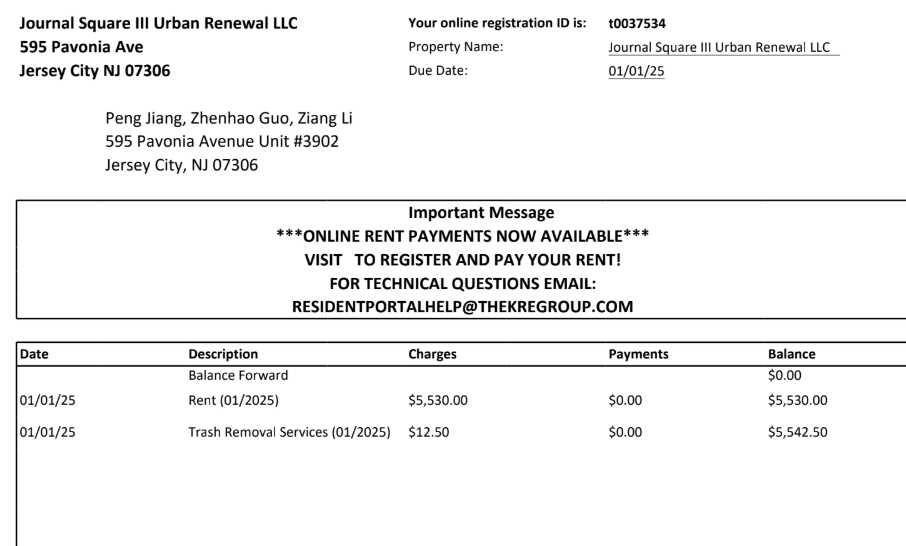 Journal Square III Urban Renewal LLC
595 Pavonia Ave
Jersey City NJ 07306
Your online registration ID is: t0037534
Property Name: Journal Square III Urban Renewal LLC
Due Date: 01/01/25
Peng Jiang, Zhenhao Guo, Ziang Li
595 Pavonia Avenue Unit #3902
Jersey City, NJ 07306
Important Message
***ONLINE RENT PAYMENTS NOW AVAILABLE***
VISIT TO REGISTER AND PAY YOUR RENT!
FOR TECHNICAL QUESTIONS EMAIL:
RESIDENTPORTALHELP@THEKREGROUP.COM
Date Description Charges Payments Balance
Balance Forward $0.00
01/01/25 Rent (01/2025) $5,530.00 $0.00 $5,530.00
01/01/25 Trash Removal Services (01/2025) $12.50 $0.00 $5,542.50